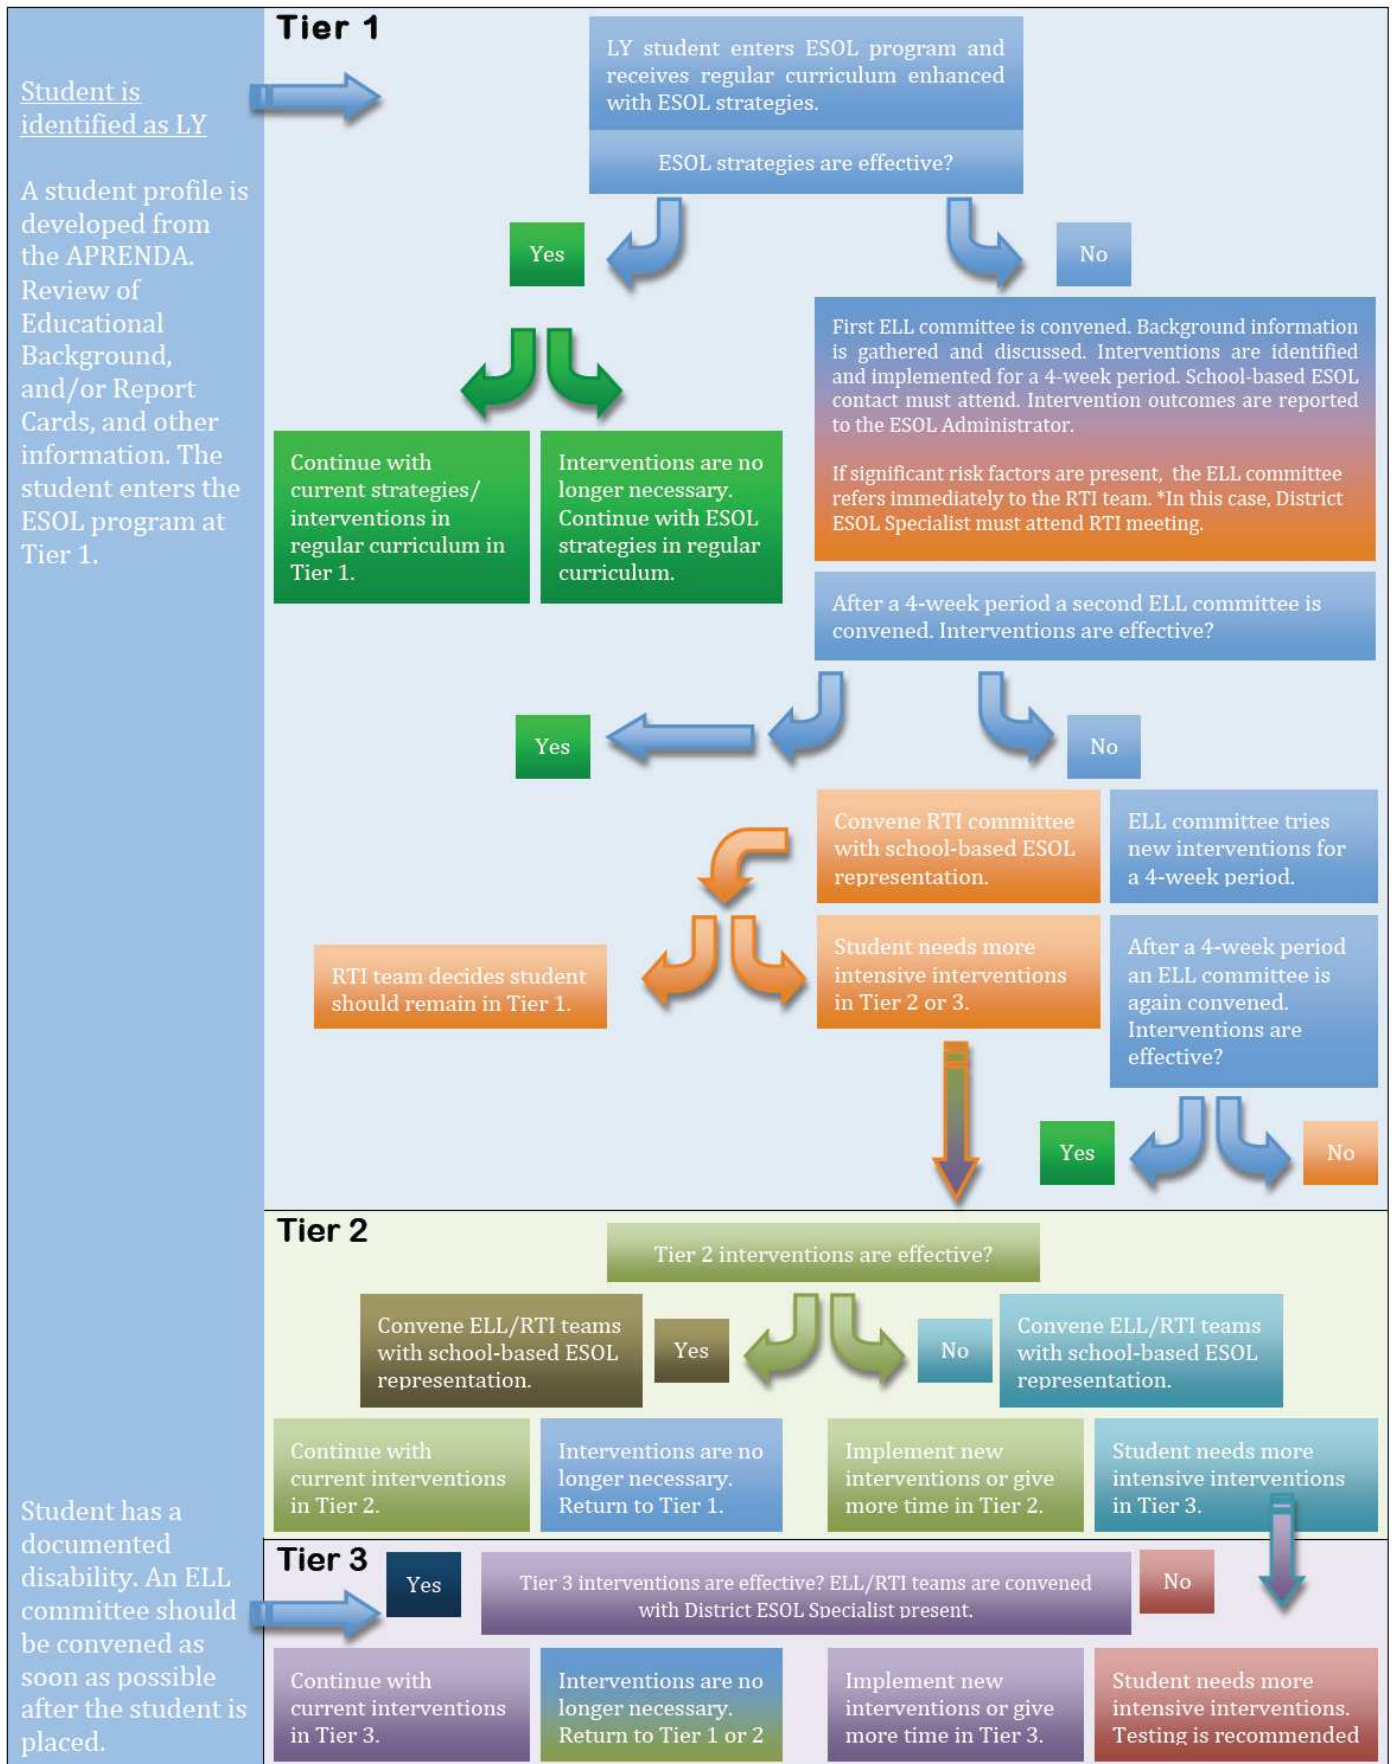 Tier 1
Student is
identified as LY
A student profile is
developed from
the APRENDA.
Review of
Educational
Background,
and/or Report
Cards, and other
information. The
student enters the
ESOL program at
Tier 1.
LY student enters ESOL program and
receives regular curriculum enhanced
with ESOL strategies.
ESOL strategies are effective?
Yes
No
Continue with
current strategies/
interventions in
regular curriculum in
Tier 1.
Interventions are no
longer necessary.
Continue with ESOL
strategies in regular
curriculum.
First ELL committee is convened. Background information
is gathered and discussed. Interventions are identified
and implemented for a 4-week period. School-based ESOL
contact must attend. Intervention outcomes are reported
to the ESOL Administrator.
If significant risk factors are present, the ELL committee
refers immediately to the RTI team. *In this case, District
ESOL Specialist must attend RTI meeting.
After a 4-week period a second ELL committee is
convened. Interventions are effective?
Yes
No
Convene RTI committee
with school-based ESOL
representation.
ELL committee tries
new interventions for
a 4-week period.
RTI team decides student
should remain in Tier 1.
Student needs more
intensive interventions
in Tier 2 or 3.
After a 4-week period
an ELL committee is
again convened.
Interventions are
effective?
Yes
No
Tier 2
Tier 2 interventions are effective?
Convene ELL/RTI teams
with school-based ESOL
representation.
Yes
No
Convene ELL/RTI teams
with school-based ESOL
representation.
Continue with
current interventions
in Tier 2.
Interventions are no
longer necessary.
Return to Tier 1.
Implement new
interventions or give
more time in Tier 2.
Student needs more
intensive interventions
in Tier 3.
Student has a
documented
disability. An ELL
committee should
be convened as
soon as possible
after the student is
placed.
Tier 3
Yes
Tier 3 interventions are effective? ELL/RTI teams are convened
with District ESOL Specialist present.
No
Continue with
current interventions
in Tier 3.
Interventions are no
longer necessary.
Return to Tier 1 or 2
Implement new
interventions or give
more time in Tier 3.
Student needs more
intensive interventions.
Testing is recommended